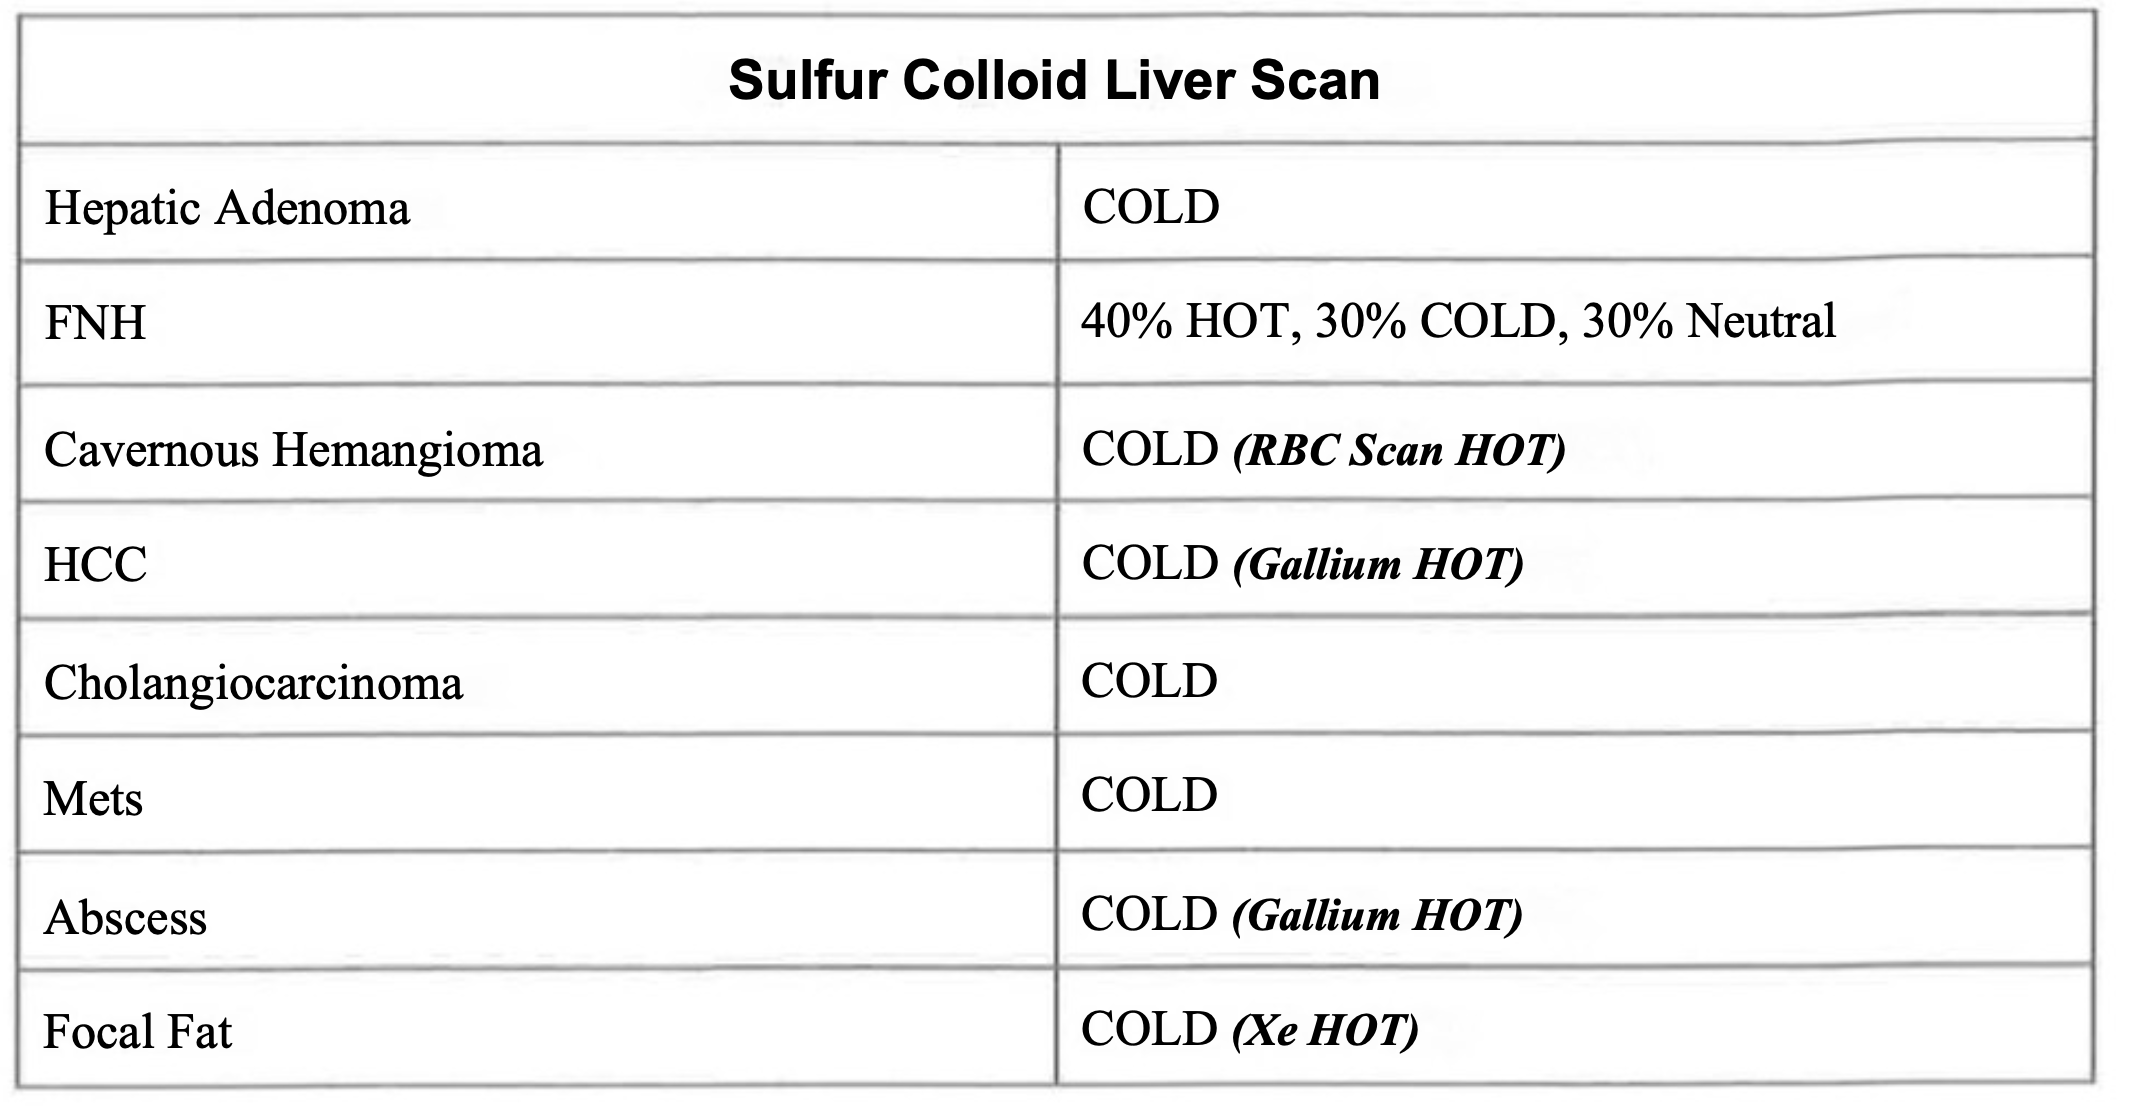 Sulfur Colloid Liver Scan
Hepatic Adenoma COLD
FNH 40% HOT, 30% COLD, 30% Neutral
Cavernous Hemangioma COLD (RBC Scan HOT)
HCC COLD (Gallium HOT)
Cholangiocarcinoma COLD
Mets COLD
Abscess COLD (Gallium HOT)
Focal Fat COLD (Xe HOT)